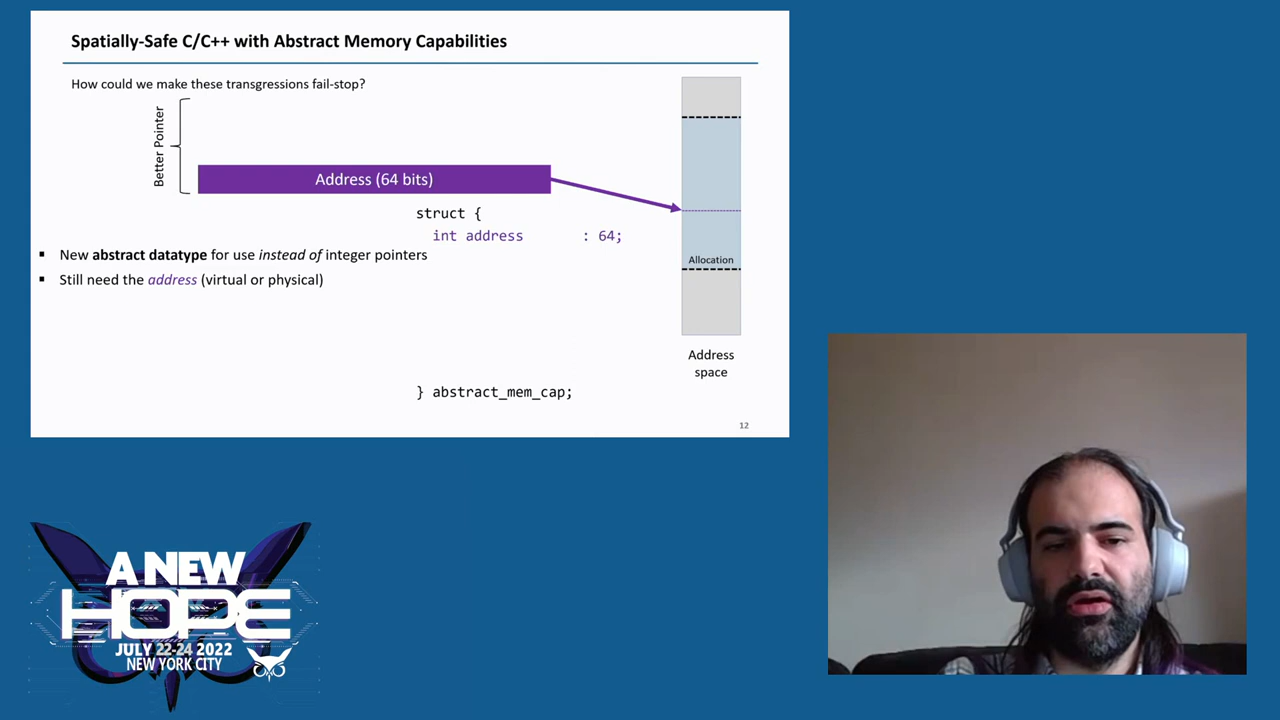 Spatially-Safe C/C++ with Abstract Memory Capabilities
How could we make these transgressions fail-stop?
Better Pointer
Address (64 bits)
struct {
int address : 64;
▪ New abstract datatype for use instead of integer pointers
▪ Still need the address (virtual or physical)
} abstract_mem_cap;
Allocation
Address
space
12
A NEW
HOPE
JULY 22-24 2022
NEW YORK CITY